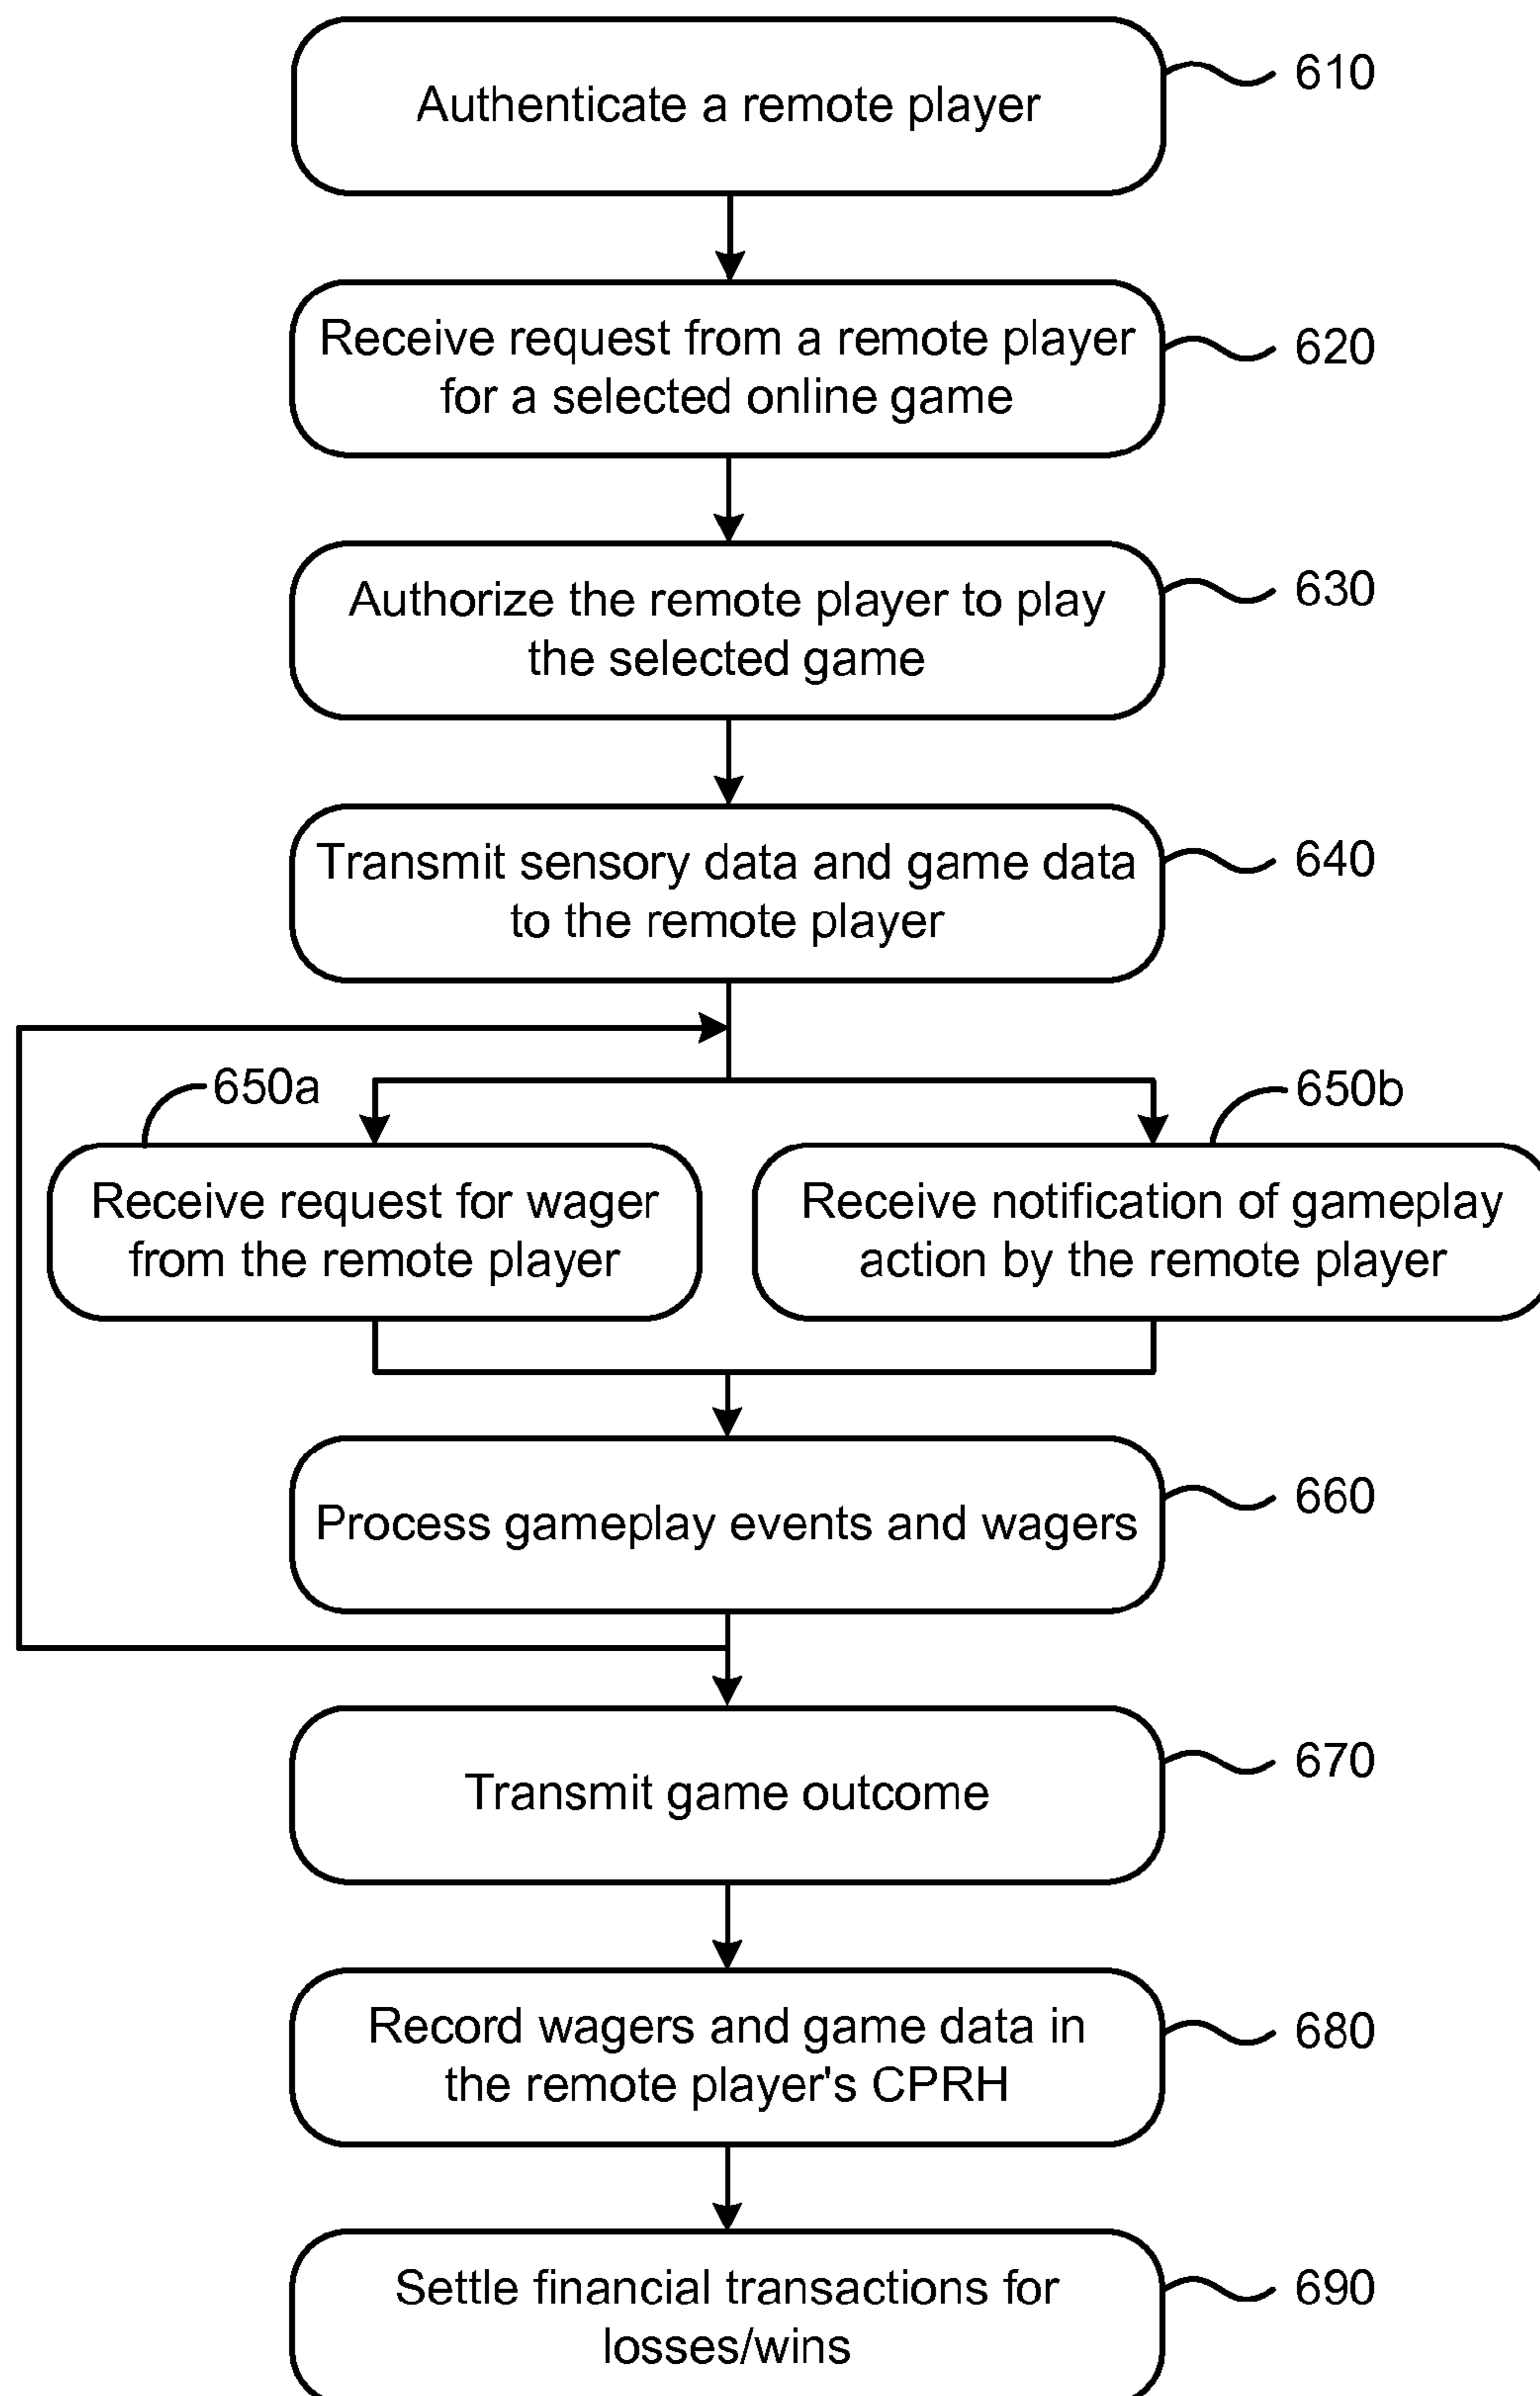 Authenticate a remote player
610
Receive request from a remote player
for a selected online game
620
Authorize the remote player to play
the selected game
630
Transmit sensory data and game data
to the remote player
640
650a
Receive request for wager
from the remote player
650b
Receive notification of gameplay
action by the remote player
Process gameplay events and wagers
660
Transmit game outcome
670
Record wagers and game data in
the remote player's CPRH
680
Settle financial transactions for
losses/wins
690